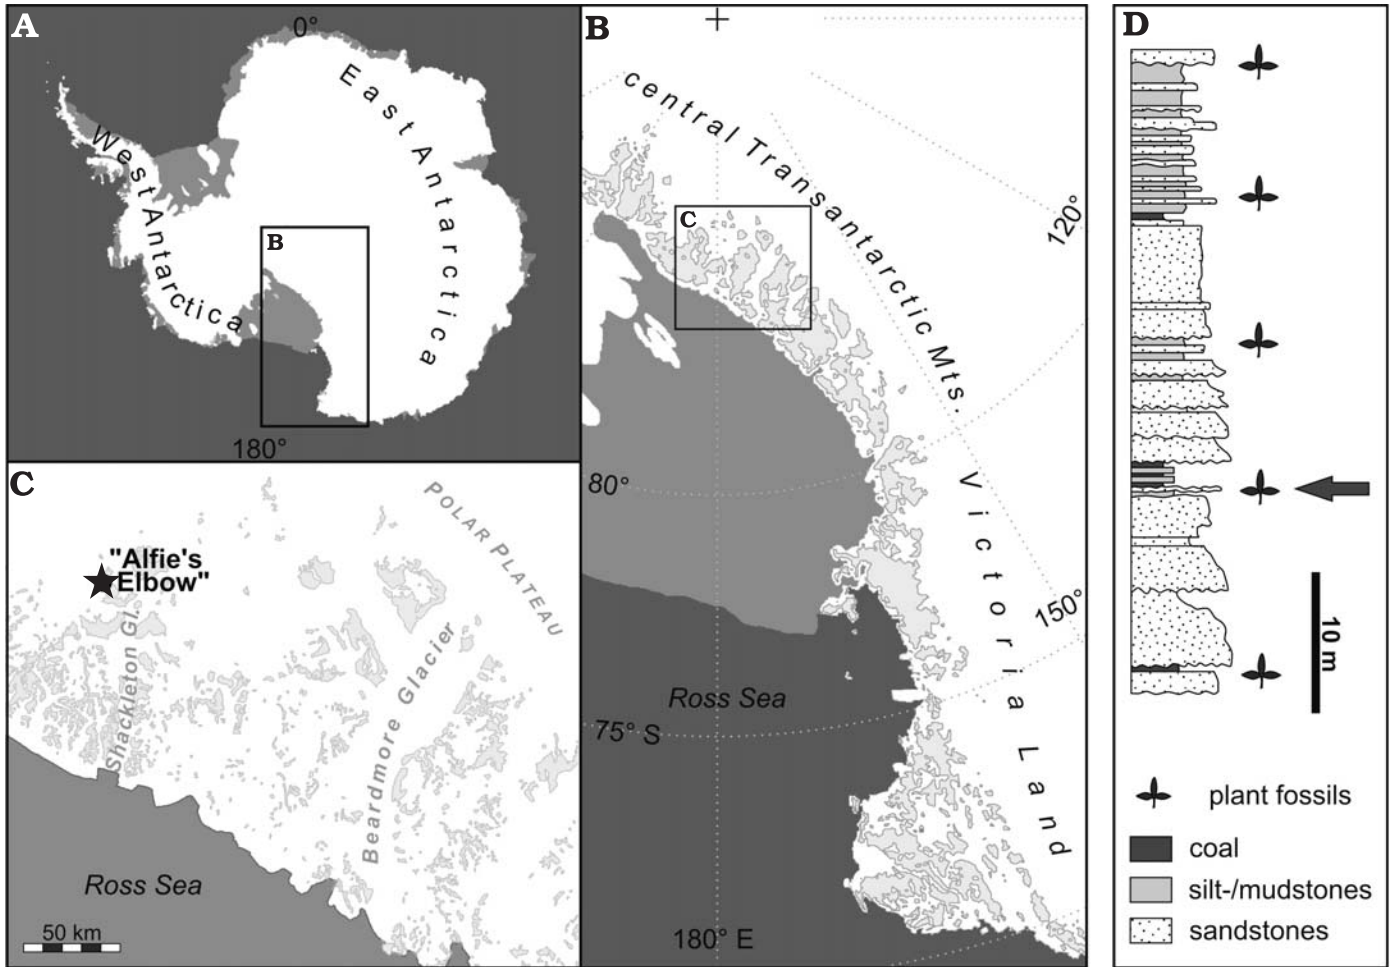 A
0°
East Antarctica
West Antarctica
B
180°
B
central Transantarctic Mts.
C
120°
80°
Victoria Land
150°
Ross Sea
75° S
180° E
C
POLAR PLATEAU
"Alfie's
Elbow"
Shackleton Gl.
Beardmore Glacier
Ross Sea
50 km
D
10 m
plant fossils
coal
silt-/mudstones
sandstones